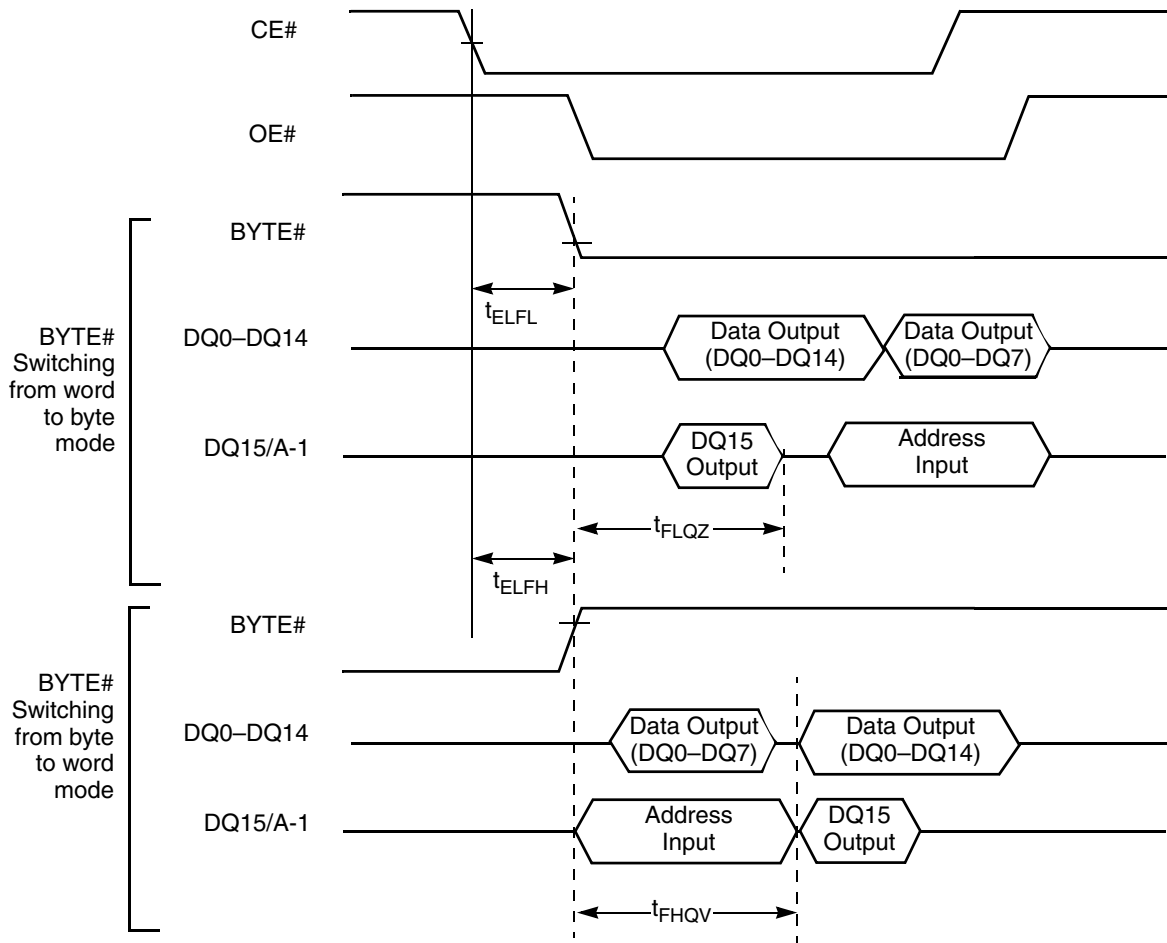 CE#
OE#
BYTE#
tELFL
BYTE#
Switching
from word
to byte
mode
DQ0–DQ14
Data Output
(DQ0–DQ14)
Data Output
(DQ0–DQ7)
DQ15/A-1
DQ15
Output
Address
Input
tFLQZ
tELFH
BYTE#
BYTE#
Switching
from byte
to word
mode
DQ0–DQ14
Data Output
(DQ0–DQ7)
Data Output
(DQ0–DQ14)
DQ15/A-1
Address
Input
DQ15
Output
tFHQV